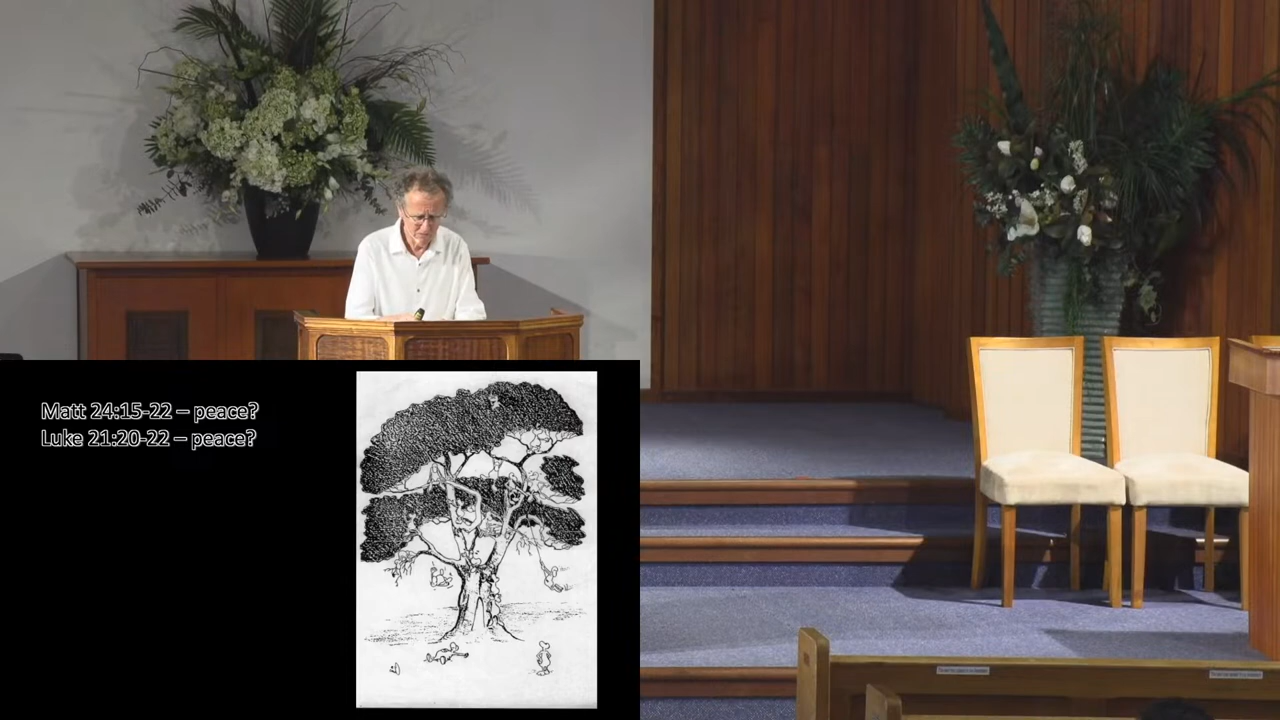 Matt 24:15-22 – peace?
Luke 21:20-22 – peace?